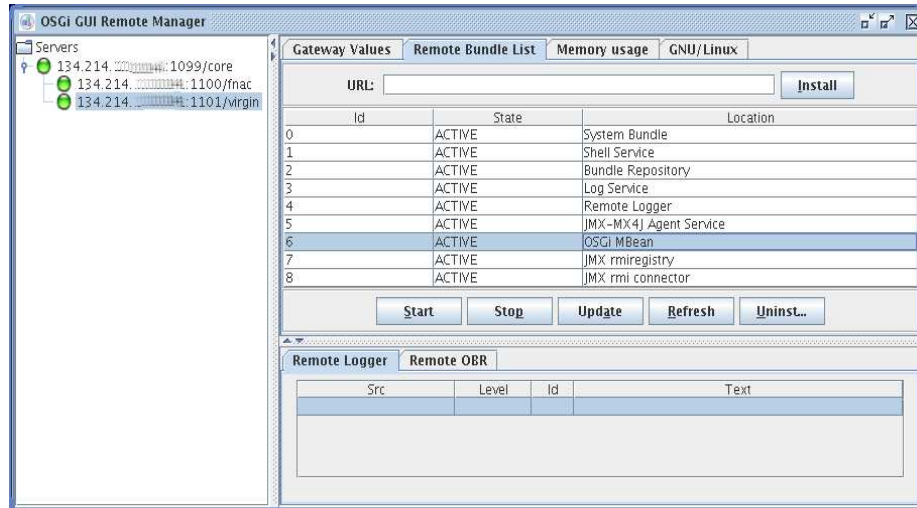 OSGi GUI Remote Manager
Servers
134.214. :1099/core
134.214. :1100/fnac
134.214. :1101/virgin
Gateway Values Remote Bundle List Memory usage GNU/Linux
URL: Install
Id State Location
0 ACTIVE System Bundle
1 ACTIVE Shell Service
2 ACTIVE Bundle Repository
3 ACTIVE Log Service
4 ACTIVE Remote Logger
5 ACTIVE JMX-MX4J Agent Service
6 ACTIVE OSGi MBean
7 ACTIVE JMX rmiregistry
8 ACTIVE JMX rmi connector
Start Stop Update Refresh Uninst...
Remote Logger Remote OBR
Src Level Id Text